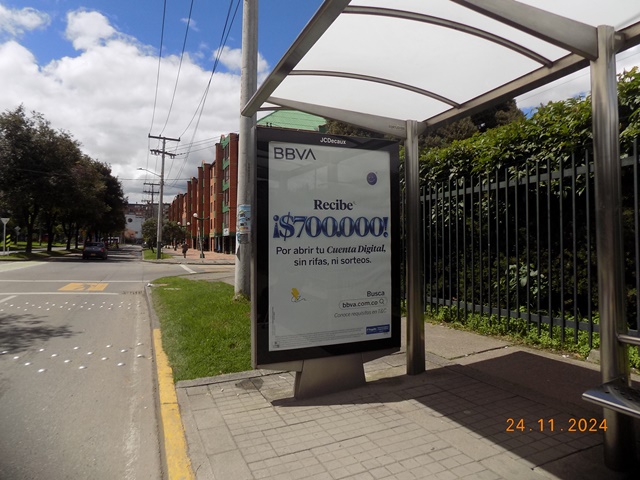 JCDecaux
BBVA
Recibe
¡$700.000!
Por abrir tu Cuenta Digital,
sin rifas, ni sorteos.
Busca
bbva.com.co
24.11.2024